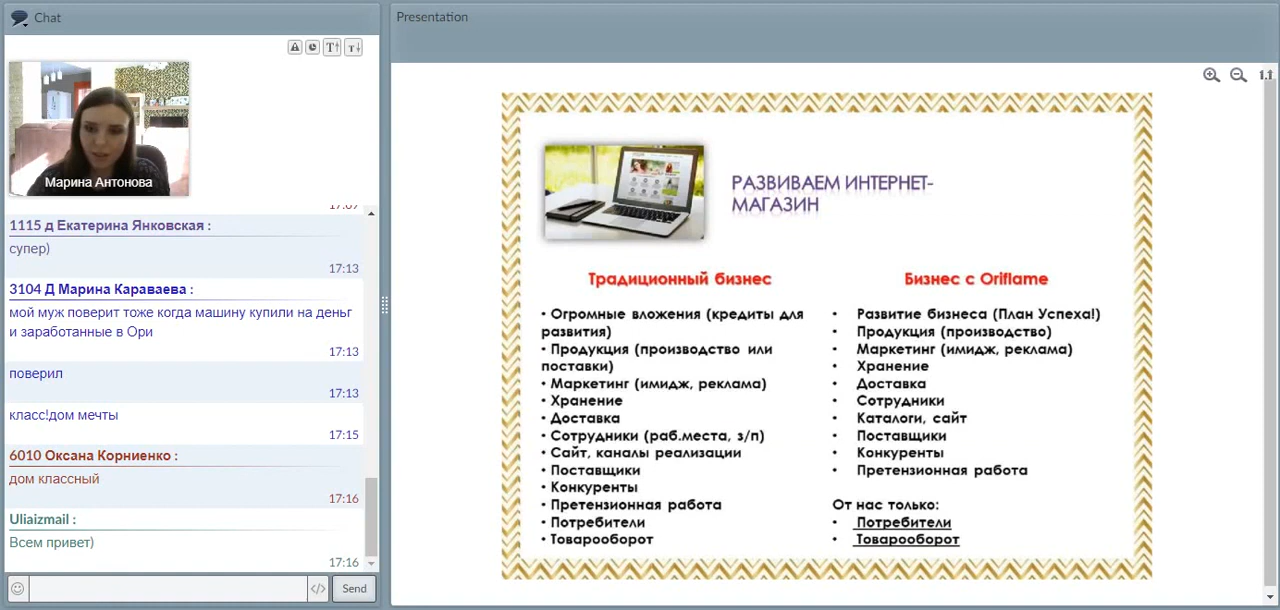 Chat
Марина Антонова
1115 д Екатерина Янковская :
супер)
17:13
3104 Д Марина Караваева :
мой муж поверит тоже когда машину купили на деньг
и заработанные в Ори
17:13
поверил
17:13
класс!дом мечты
17:15
6010 Оксана Корниенко :
дом классный
17:16
Uliaizmail :
Всем привет)
17:16
Send
Presentation
1:1
РАЗВИВАЕМ ИНТЕРНЕТ-
МАГАЗИН
Традиционный бизнес
• Огромные вложения (кредиты для
развития)
• Продукция (производство или
поставки)
• Маркетинг (имидж, реклама)
• Хранение
• Доставка
• Сотрудники (раб.места, з/п)
• Сайт, каналы реализации
• Поставщики
• Конкуренты
• Претензионная работа
• Потребители
• Товарооборот
Бизнес с Oriflame
• Развитие бизнеса (План Успеха!)
• Продукция (производство)
• Маркетинг (имидж, реклама)
• Хранение
• Доставка
• Сотрудники
• Каталоги, сайт
• Поставщики
• Конкуренты
• Претензионная работа
От нас только:
• Потребители
• Товарооборот